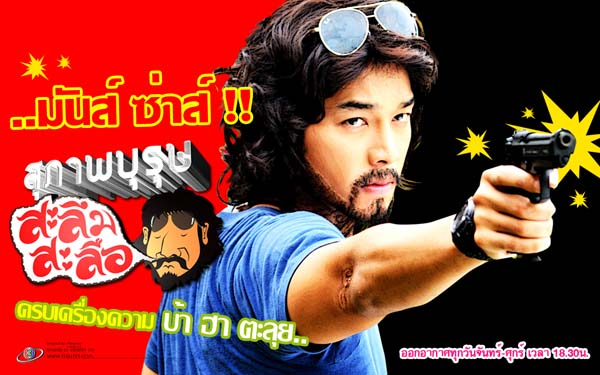 ..มันส์ ซ่าส์ !!
สุภาพบุรุษ
สะลึม
สะลือ
ครบเครื่องความ บ้า ฮา ตะลุย..
ออกอากาศทุกวันจันทร์-ศุกร์ เวลา 18.30น.